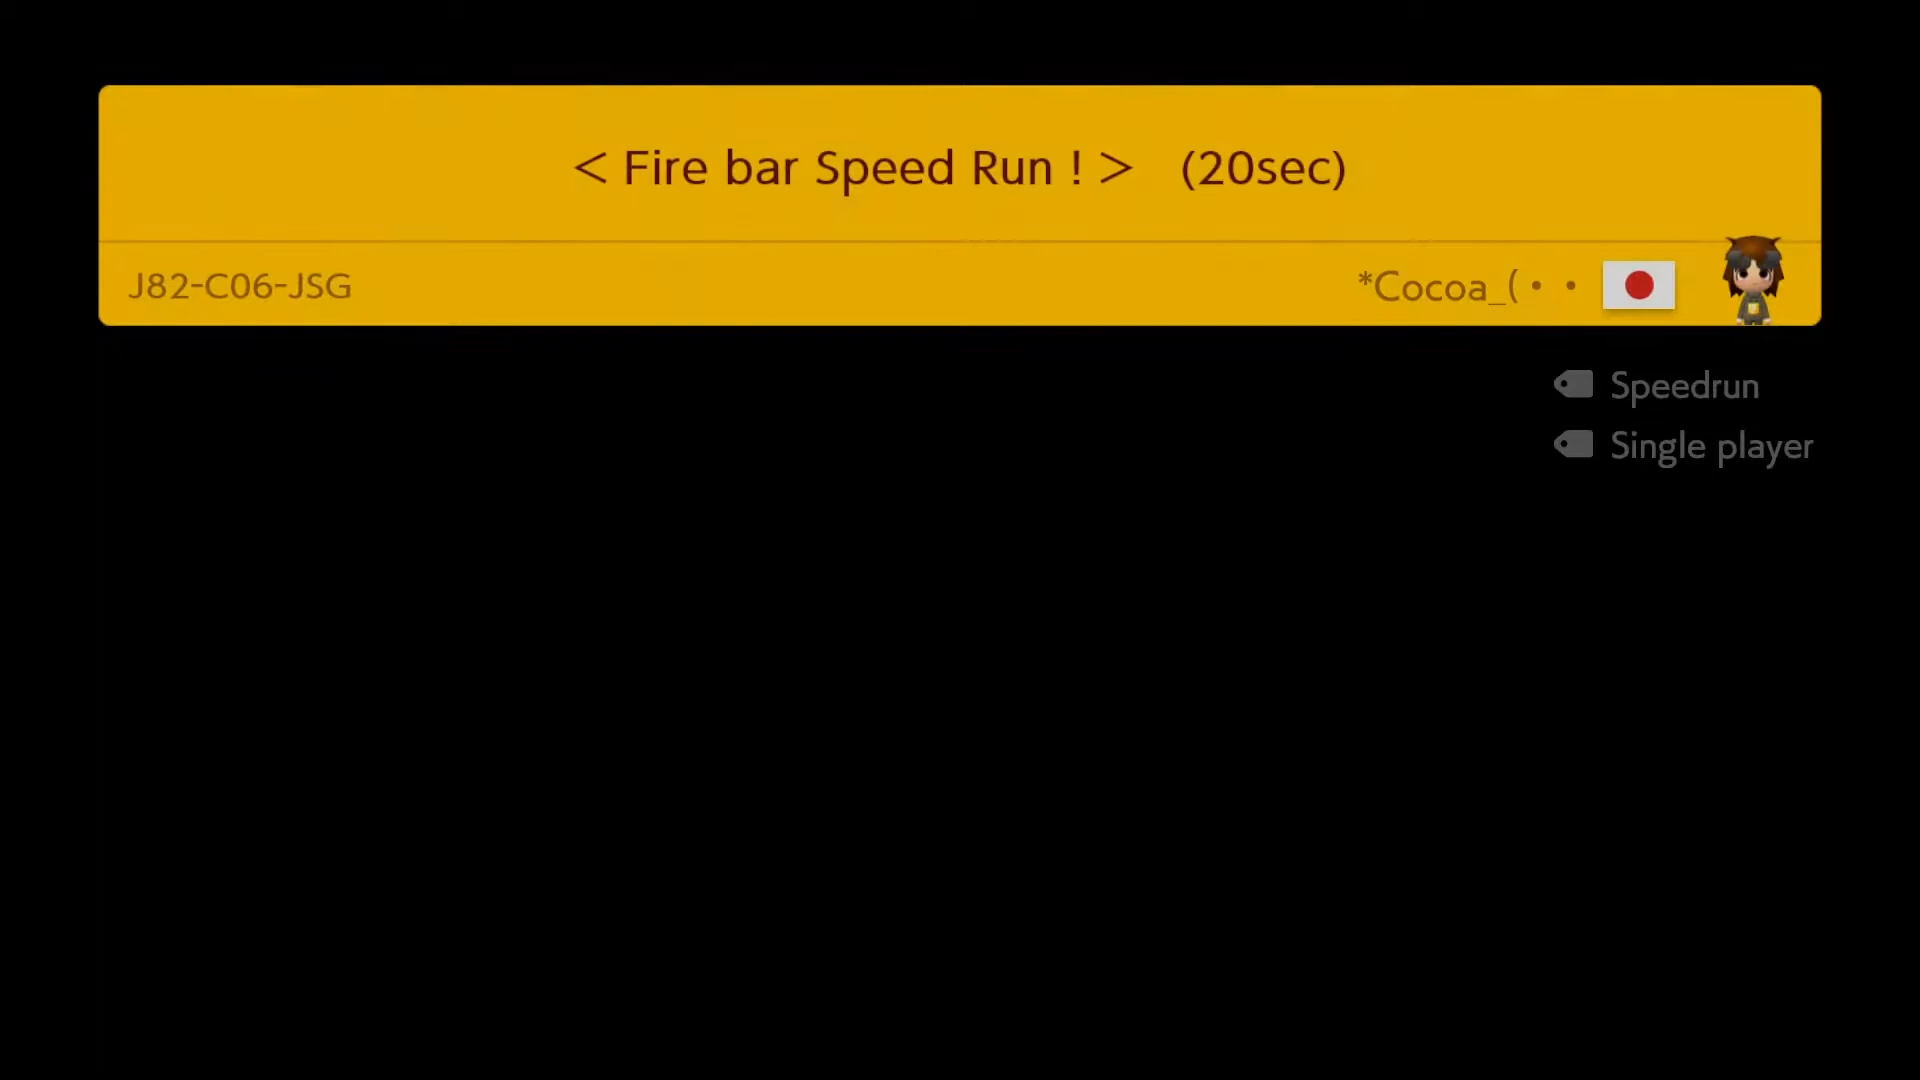 < Fire bar Speed Run ! > (20sec)
J82-C06-JSG
*Cocoa_(・・
Speedrun
Single player